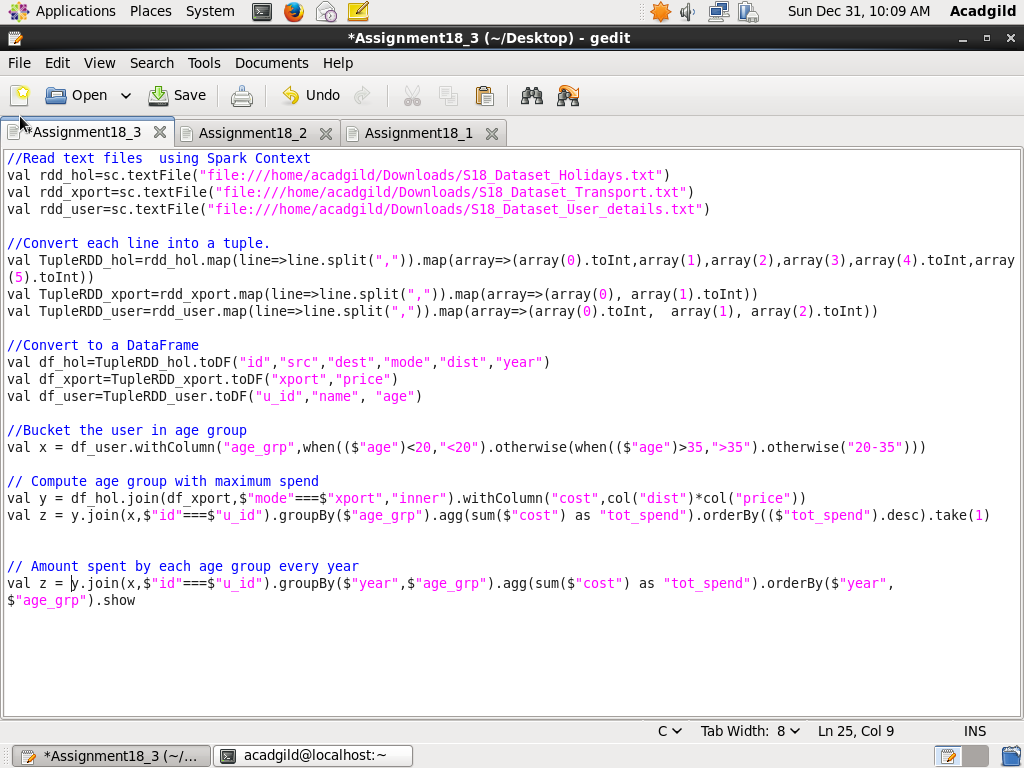 Applications Places System Sun Dec 31, 10:09 AM Acadgild
*Assignment18_3 (~/Desktop) - gedit
File Edit View Search Tools Documents Help
Open Save Undo
*Assignment18_3 Assignment18_2 Assignment18_1
//Read text files  using Spark Context
val rdd_hol=sc.textFile("file:///home/acadgild/Downloads/S18_Dataset_Holidays.txt")
val rdd_xport=sc.textFile("file:///home/acadgild/Downloads/S18_Dataset_Transport.txt")
val rdd_user=sc.textFile("file:///home/acadgild/Downloads/S18_Dataset_User_details.txt")
//Convert each line into a tuple.
val TupleRDD_hol=rdd_hol.map(line=>line.split(",")).map(array=>(array(0).toInt,array(1),array(2),array(3),array(4).toInt,array
(5).toInt))
val TupleRDD_xport=rdd_xport.map(line=>line.split(",")).map(array=>(array(0), array(1).toInt))
val TupleRDD_user=rdd_user.map(line=>line.split(",")).map(array=>(array(0).toInt,  array(1), array(2).toInt))
//Convert to a DataFrame
val df_hol=TupleRDD_hol.toDF("id","src","dest","mode","dist","year")
val df_xport=TupleRDD_xport.toDF("xport","price")
val df_user=TupleRDD_user.toDF("u_id","name", "age")
//Bucket the user in age group
val x = df_user.withColumn("age_grp",when(($"age")<20,"<20").otherwise(when(($"age")>35,">35").otherwise("20-35")))
// Compute age group with maximum spend
val y = df_hol.join(df_xport,$"mode"===$"xport","inner").withColumn("cost",col("dist")*col("price"))
val z = y.join(x,$"id"===$"u_id").groupBy($"age_grp").agg(sum($"cost") as "tot_spend").orderBy(($"tot_spend").desc).take(1)
// Amount spent by each age group every year
val z = y.join(x,$"id"===$"u_id").groupBy($"year",$"age_grp").agg(sum($"cost") as "tot_spend").orderBy($"year",
$"age_grp").show
C Tab Width: 8 Ln 25, Col 9 INS
*Assignment18_3 (~/... acadgild@localhost:~